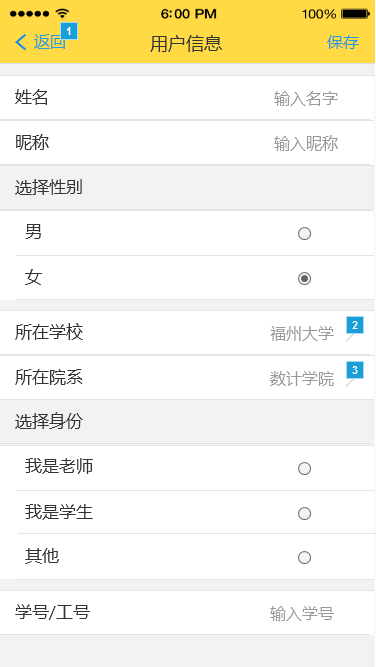 6:00 PM 100%
返回 1 用户信息 保存
姓名 输入名字
昵称 输入昵称
选择性别
男
女
所在学校 福州大学 2
所在院系 数计学院 3
选择身份
我是老师
我是学生
其他
学号/工号 输入学号